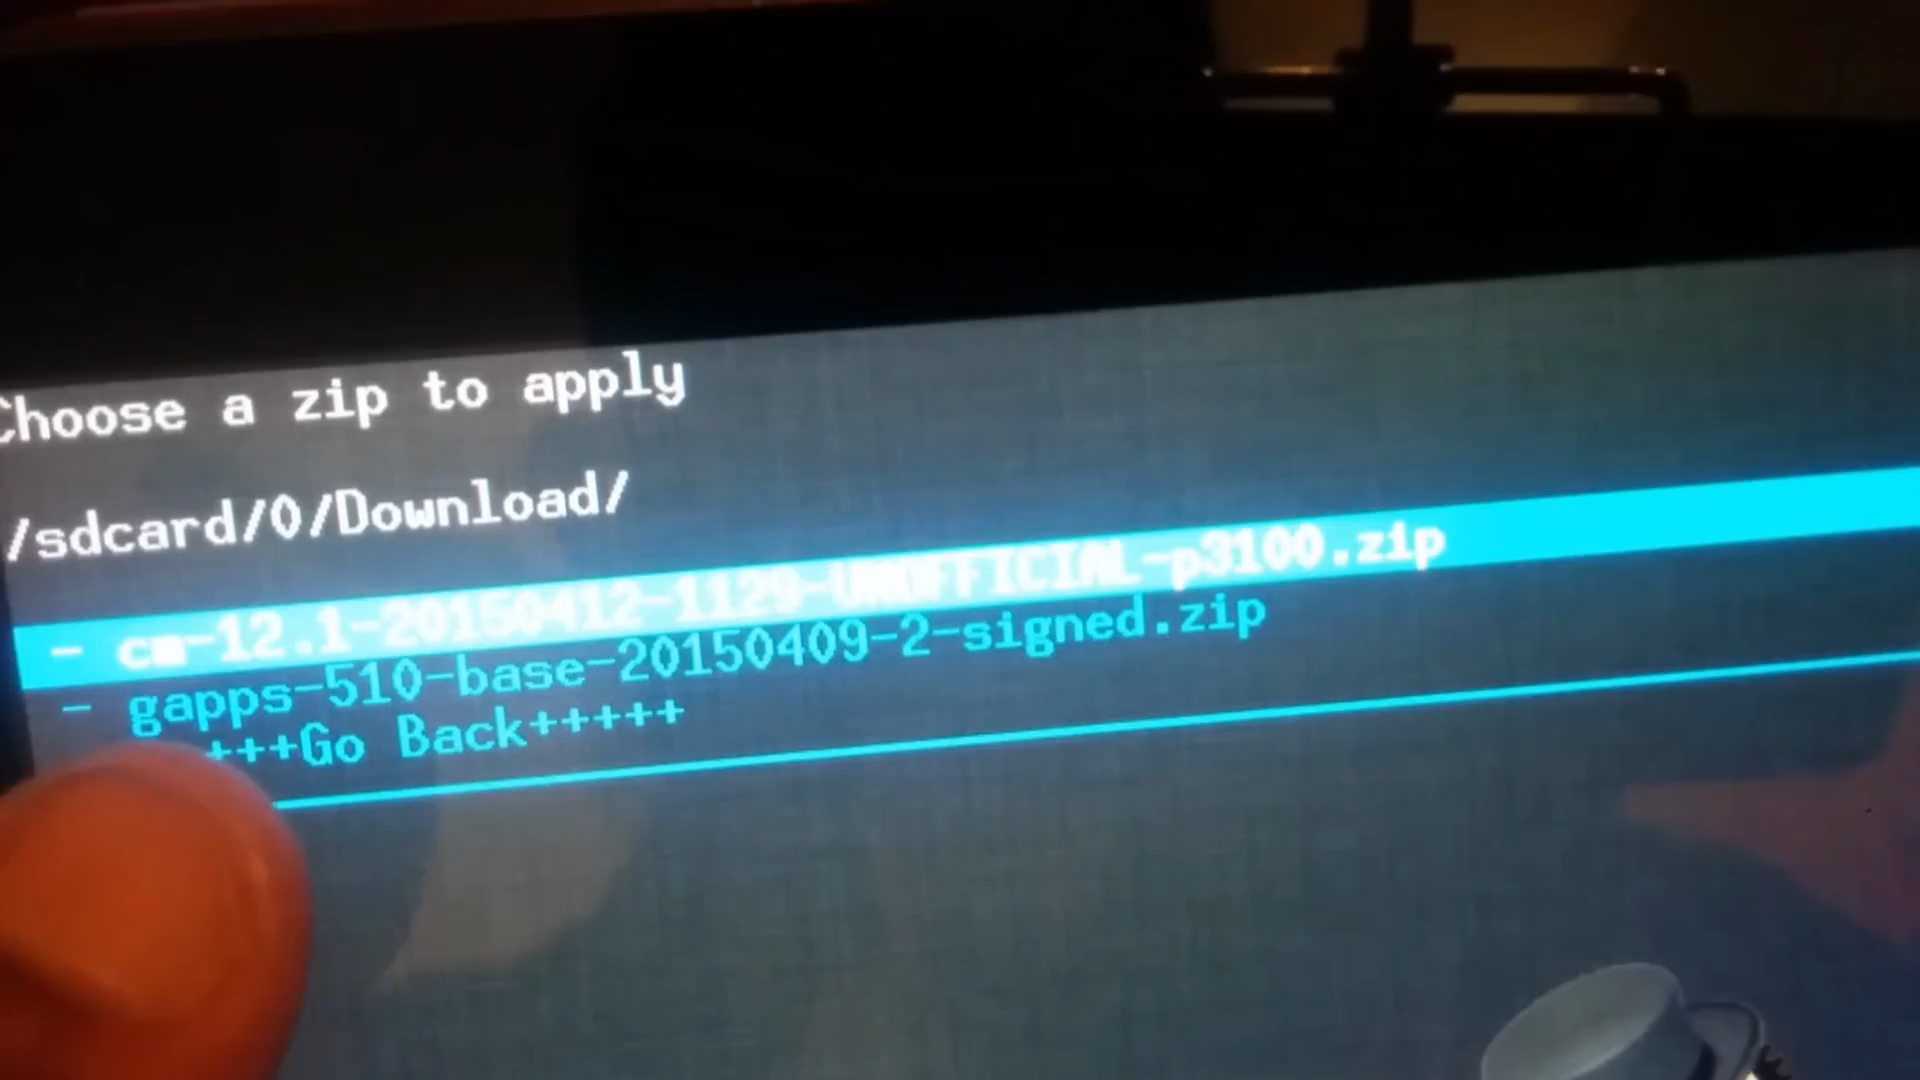 Choose a zip to apply
/sdcard/0/Download/
- cm-12.1-20150412-1129-UNOFFICIAL-p3100.zip
- gapps-510-base-20150409-2-signed.zip
+++Go Back+++++